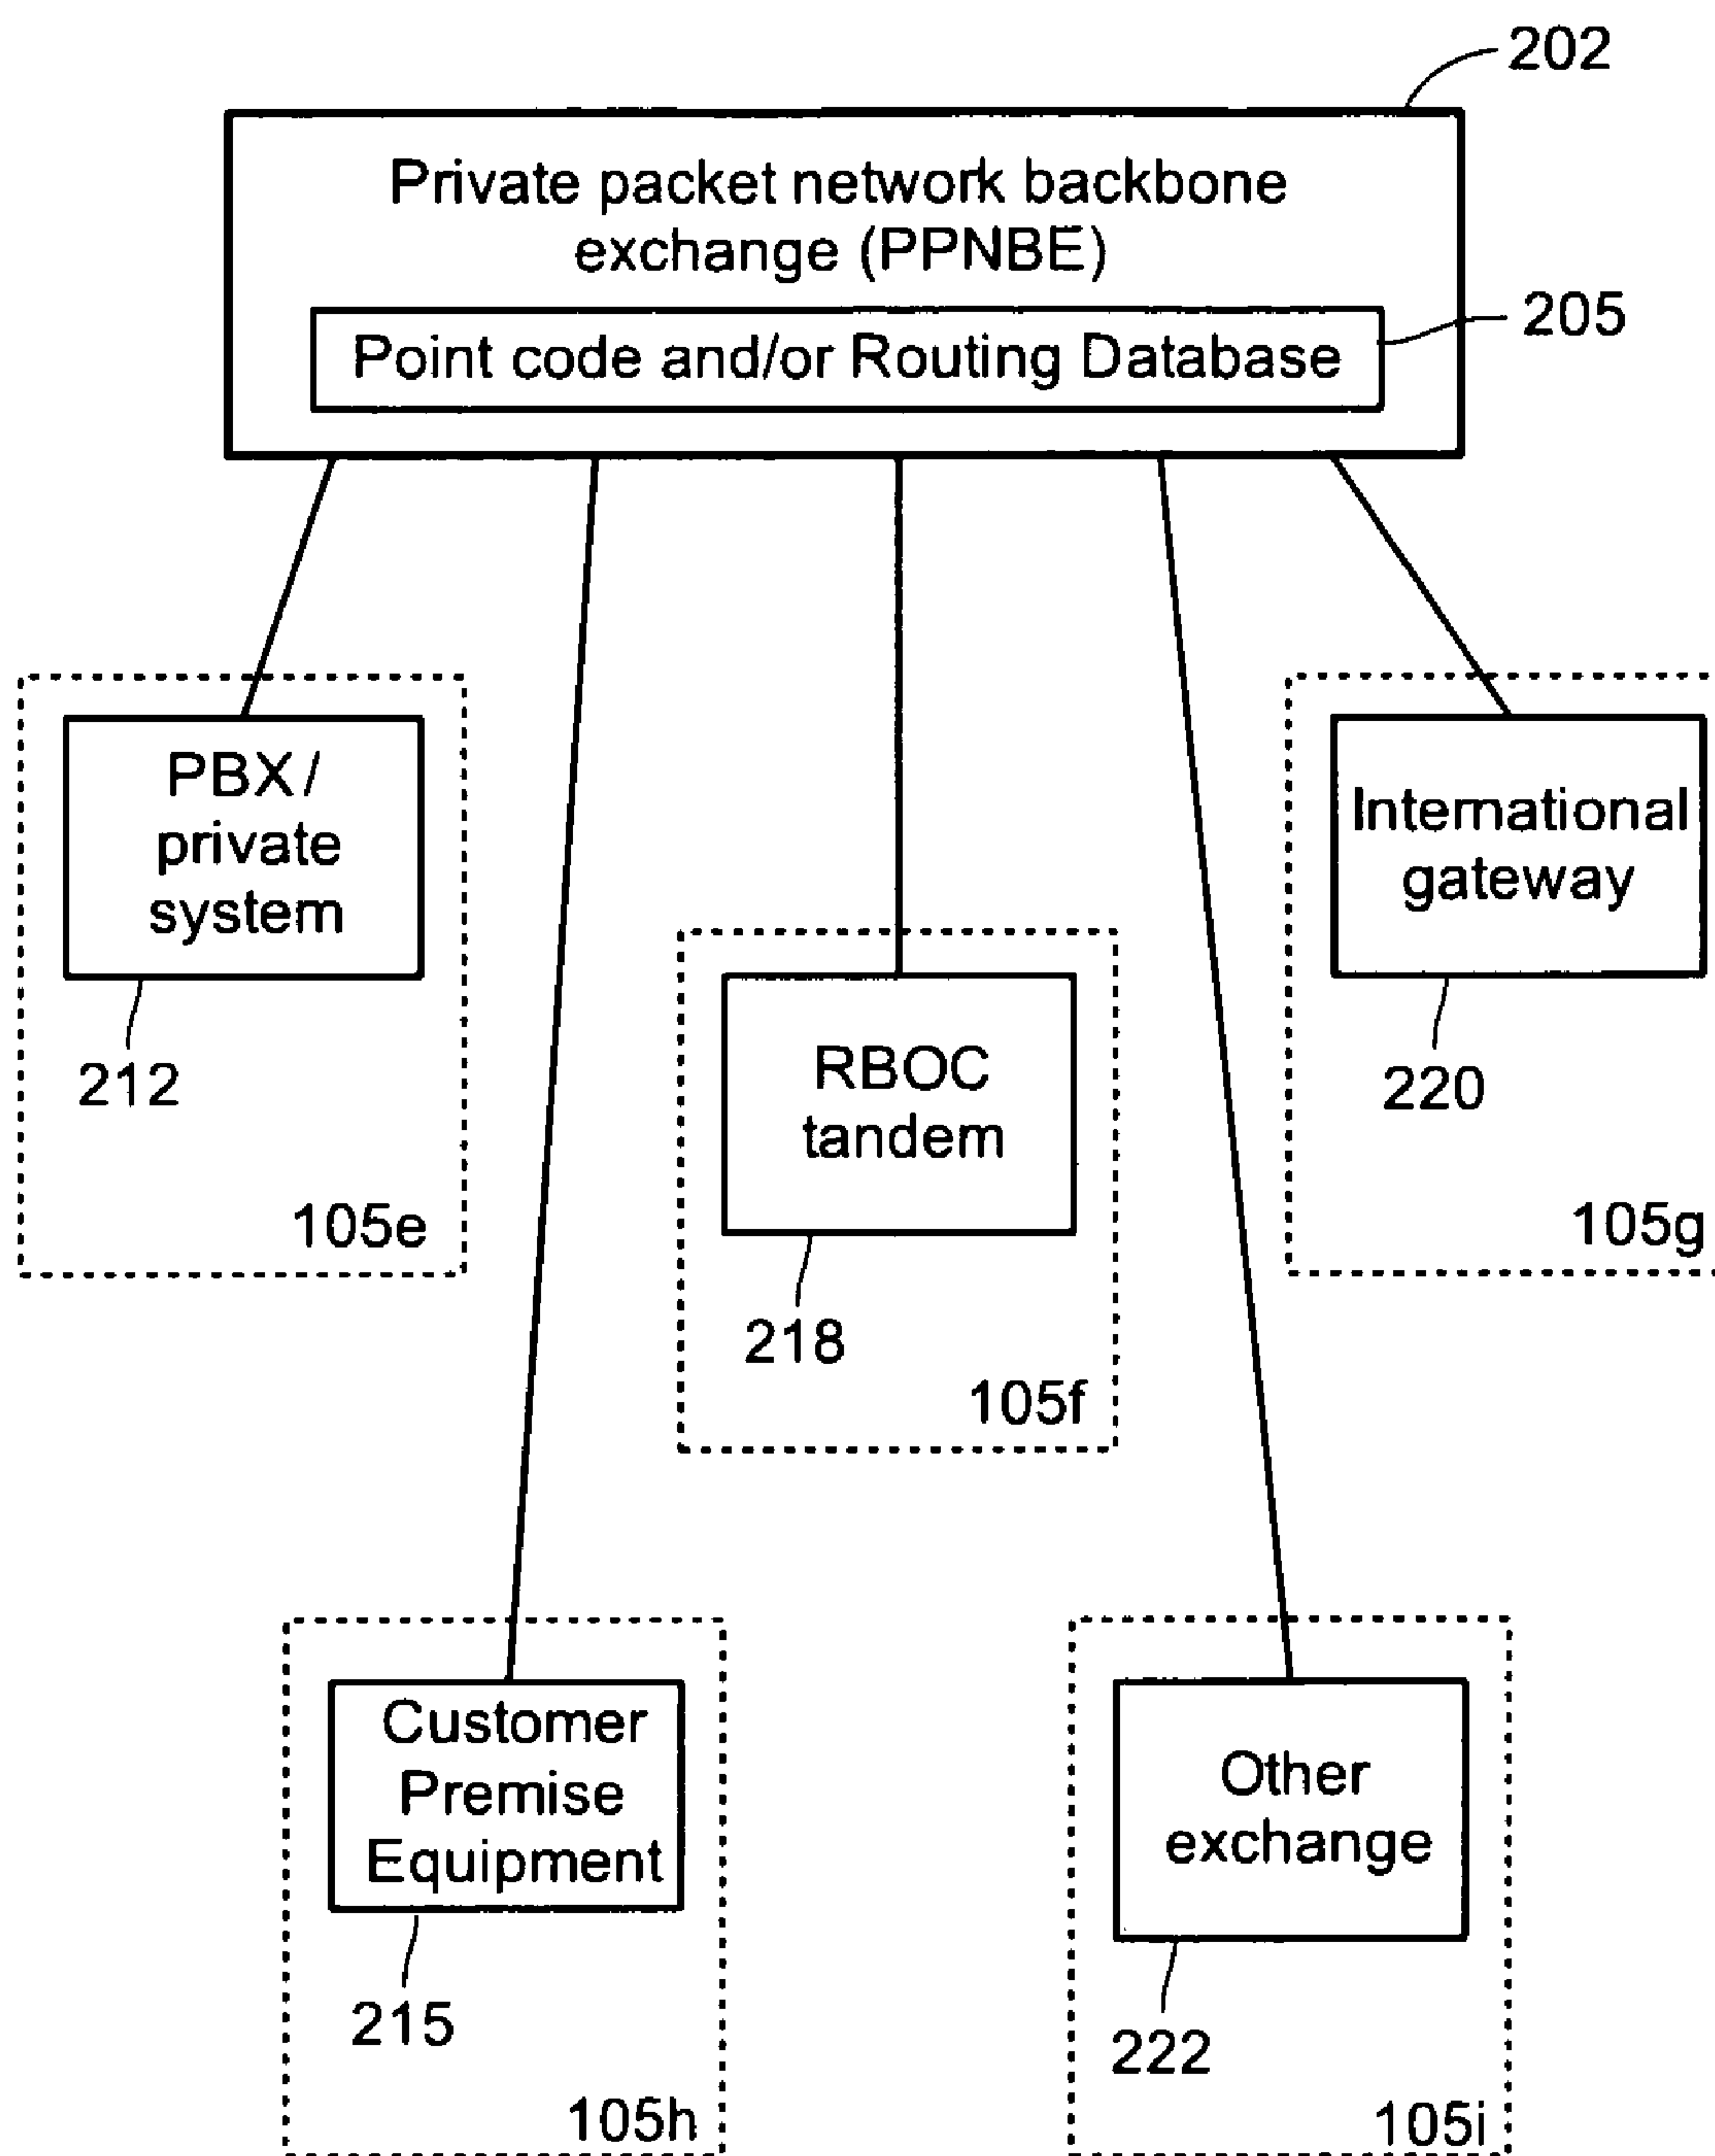 202
Private packet network backbone
exchange (PPNBE)
Point code and/or Routing Database
205
PBX /
private
system
212
105e
International
gateway
220
105g
RBOC
tandem
218
105f
Customer
Premise
Equipment
215
105h
Other
exchange
222
105i